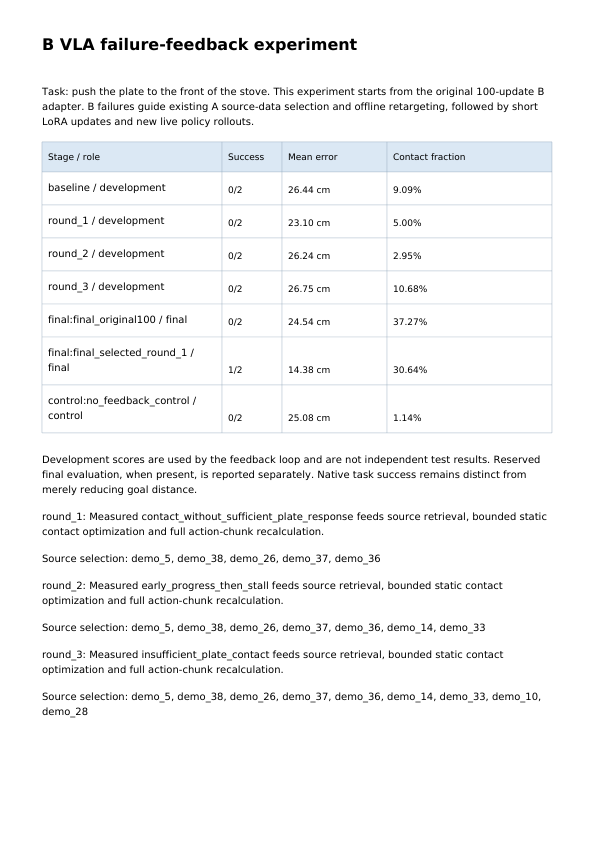 B VLA failure-feedback experiment
Task: push the plate to the front of the stove. This experiment starts from the original 100-update B
adapter. B failures guide existing A source-data selection and offline retargeting, followed by short
LoRA updates and new live policy rollouts.
Stage / role Success Mean error Contact fraction
baseline / development 0/2 26.44 cm 9.09%
round_1 / development 0/2 23.10 cm 5.00%
round_2 / development 0/2 26.24 cm 2.95%
round_3 / development 0/2 26.75 cm 10.68%
final:final_original100 / final 0/2 24.54 cm 37.27%
final:final_selected_round_1 /
final 1/2 14.38 cm 30.64%
control:no_feedback_control /
control 0/2 25.08 cm 1.14%
Development scores are used by the feedback loop and are not independent test results. Reserved
final evaluation, when present, is reported separately. Native task success remains distinct from
merely reducing goal distance.
round_1: Measured contact_without_sufficient_plate_response feeds source retrieval, bounded static
contact optimization and full action-chunk recalculation.
Source selection: demo_5, demo_38, demo_26, demo_37, demo_36
round_2: Measured early_progress_then_stall feeds source retrieval, bounded static contact
optimization and full action-chunk recalculation.
Source selection: demo_5, demo_38, demo_26, demo_37, demo_36, demo_14, demo_33
round_3: Measured insufficient_plate_contact feeds source retrieval, bounded static contact
optimization and full action-chunk recalculation.
Source selection: demo_5, demo_38, demo_26, demo_37, demo_36, demo_14, demo_33, demo_10,
demo_28